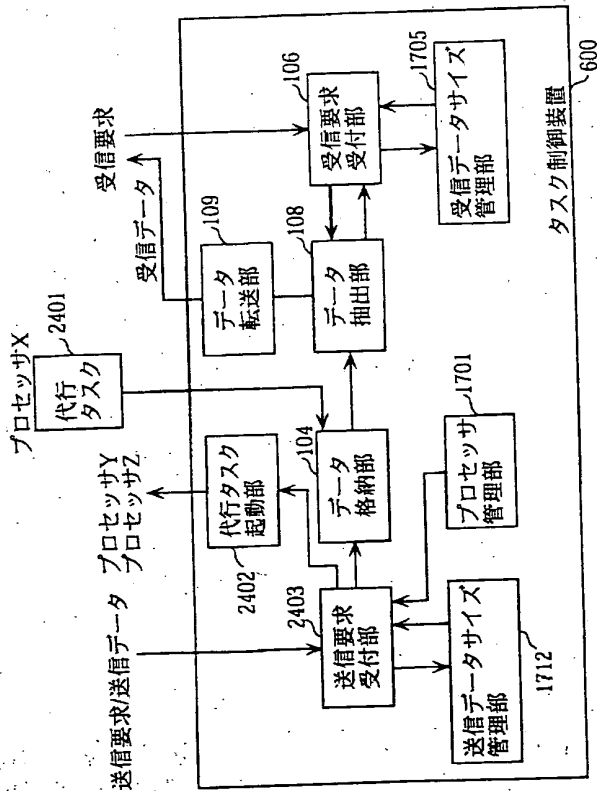 送信要求/送信データ
プロセッサY
プロセッサZ
プロセッサX
代行
タスク
2401
受信データ
受信要求
代行タスク
起動部
2402
データ
転送部
109
送信要求
受付部
2403
データ
格納部
104
データ
抽出部
108
受信要求
受付部
106
送信データサイズ
管理部
1712
プロセッサ
管理部
1701
受信データサイズ
管理部
1705
タスク制御装置
600